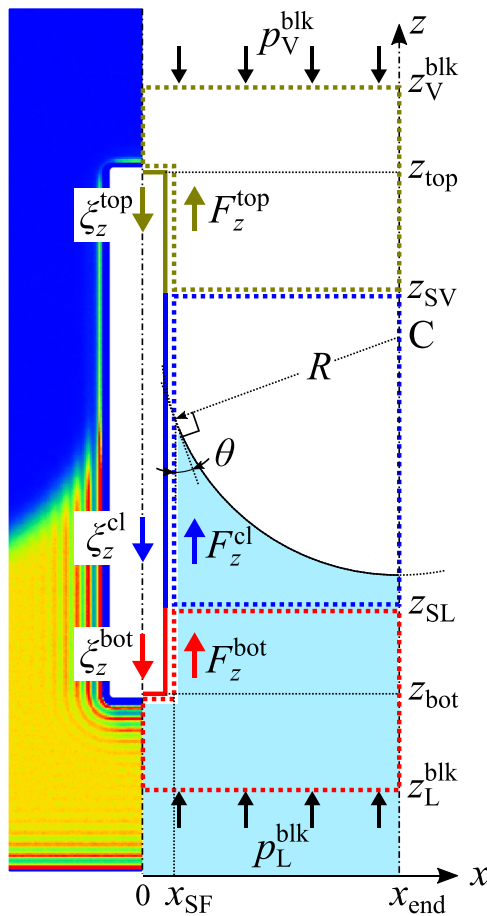 p_V^blk
z
z_V^blk
ξ_z^top
F_z^top
z_top
z_SV
C
R
θ
ξ_z^cl
F_z^cl
z_SL
ξ_z^bot
F_z^bot
z_bot
z_L^blk
p_L^blk
0
x_SF
x_end
x